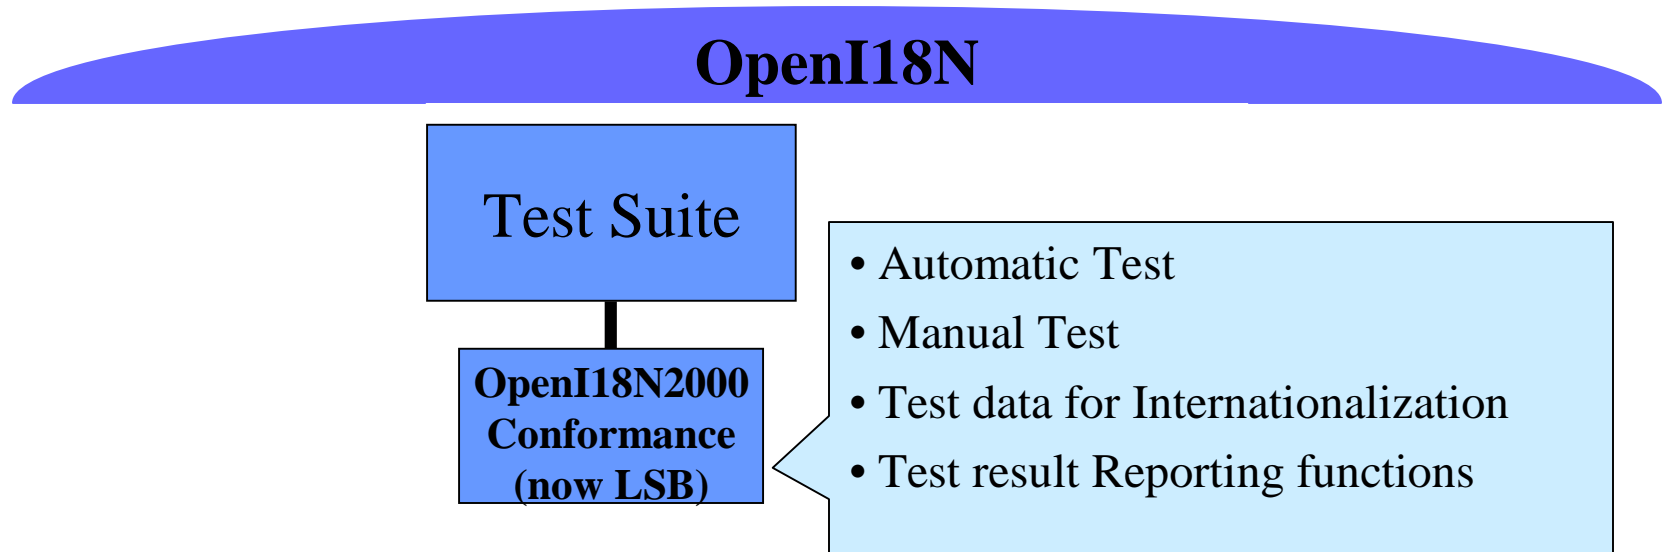 OpenI18N
Test Suite
OpenI18N2000
Conformance
(now LSB)
• Automatic Test
• Manual Test
• Test data for Internationalization
• Test result Reporting functions